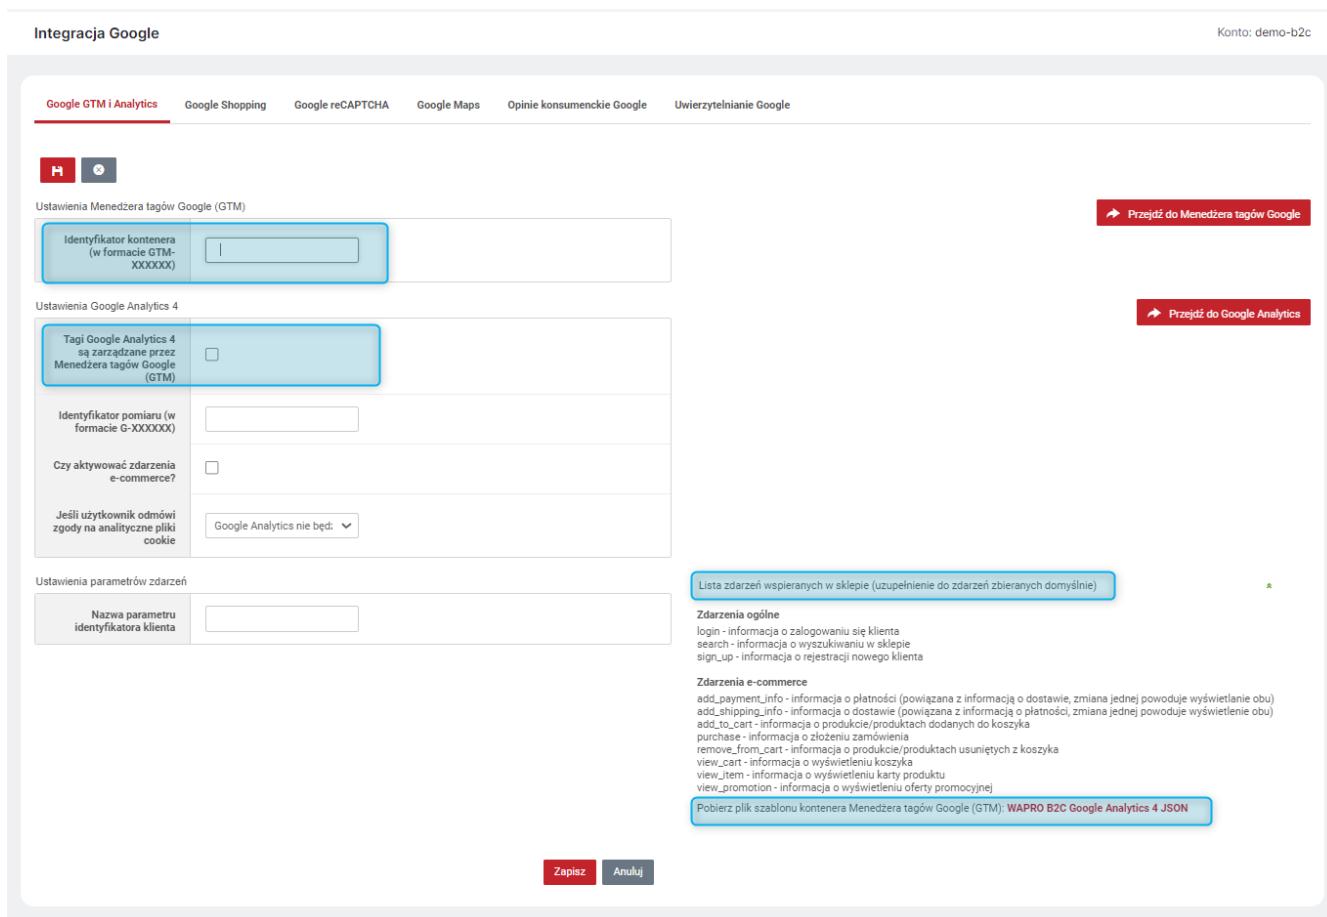 Integracja Google
Konto: demo-b2c
Google GTM i Analytics
Google Shopping
Google reCAPTCHA
Google Maps
Opinie konsumenckie Google
Uwierzytelnianie Google
Ustawienia Menedżera tagów Google (GTM)
Przejdź do Menedżera tagów Google
Identyfikator kontenera
(w formacie GTM-
XXXXXX)
Ustawienia Google Analytics 4
Przejdź do Google Analytics
Tagi Google Analytics 4
są zarządzane przez
Menedżera tagów Google
(GTM)
Identyfikator pomiaru (w
formacie G-XXXXXX)
Czy aktywować zdarzenia
e-commerce?
Jeśli użytkownik odmówi
zgody na analityczne pliki
cookie
Google Analytics nie będz
Ustawienia parametrów zdarzeń
Nazwa parametru
identyfikatora klienta
Lista zdarzeń wspieranych w sklepie (uzupełnienie do zdarzeń zbieranych domyślnie)
Zdarzenia ogólne
login - informacja o zalogowaniu się klienta
search - informacja o wyszukiwaniu w sklepie
sign_up - informacja o rejestracji nowego klienta
Zdarzenia e-commerce
add_payment_info - informacja o płatności (powiązana z informacją o dostawie, zmiana jednej powoduje wyświetlanie obu)
add_shipping_info - informacja o dostawie (powiązana z informacją o płatności, zmiana jednej powoduje wyświetlenie obu)
add_to_cart - informacja o produkcie/produktach dodanych do koszyka
purchase - informacja o złożeniu zamówienia
remove_from_cart - informacja o produkcie/produktach usuniętych z koszyka
view_cart - informacja o wyświetleniu koszyka
view_item - informacja o wyświetleniu karty produktu
view_promotion - informacja o wyświetleniu oferty promocyjnej
Pobierz plik szablonu kontenera Menedżera tagów Google (GTM): WAPRO B2C Google Analytics 4 JSON
Zapisz
Anuluj